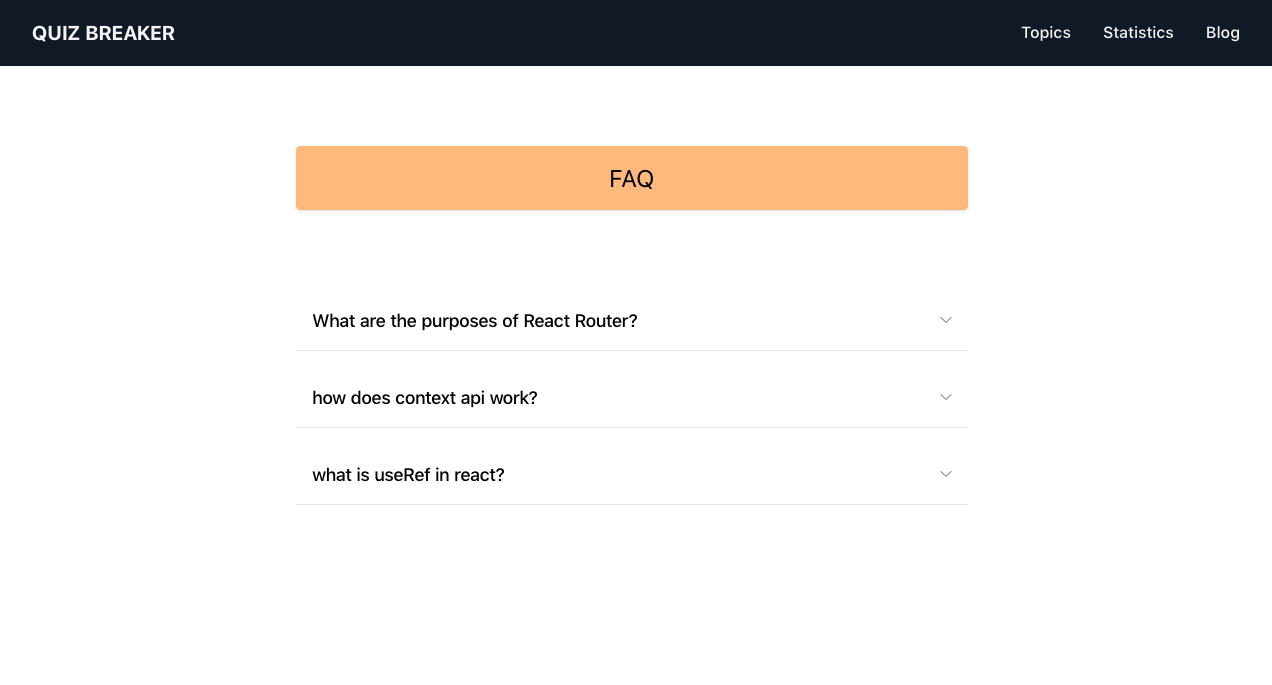 QUIZ BREAKER
Topics
Statistics
Blog
FAQ
What are the purposes of React Router?
how does context api work?
what is useRef in react?